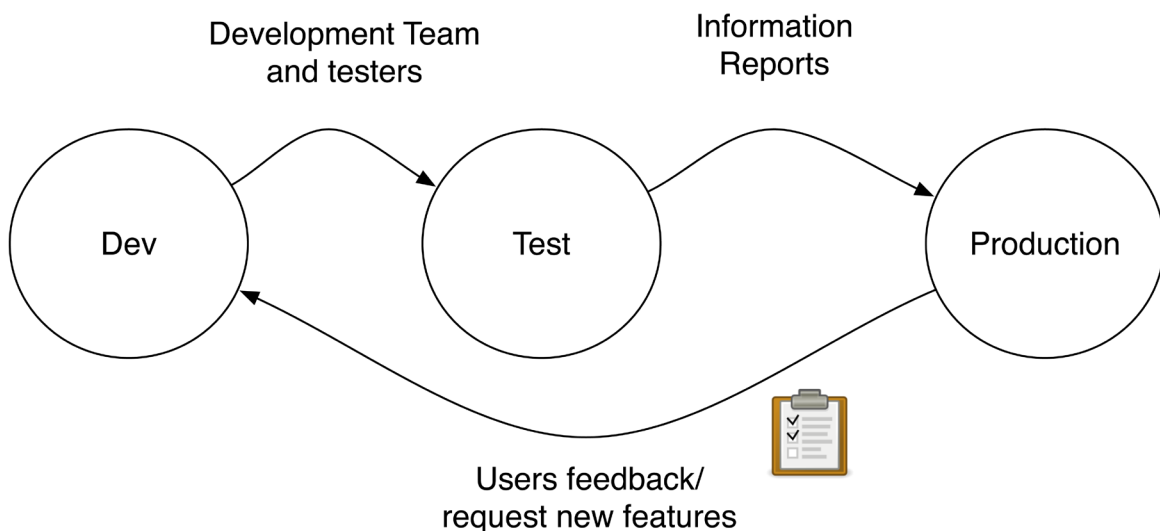 Development Team
and testers
Information
Reports
Dev
Test
Production
Users feedback/
request new features